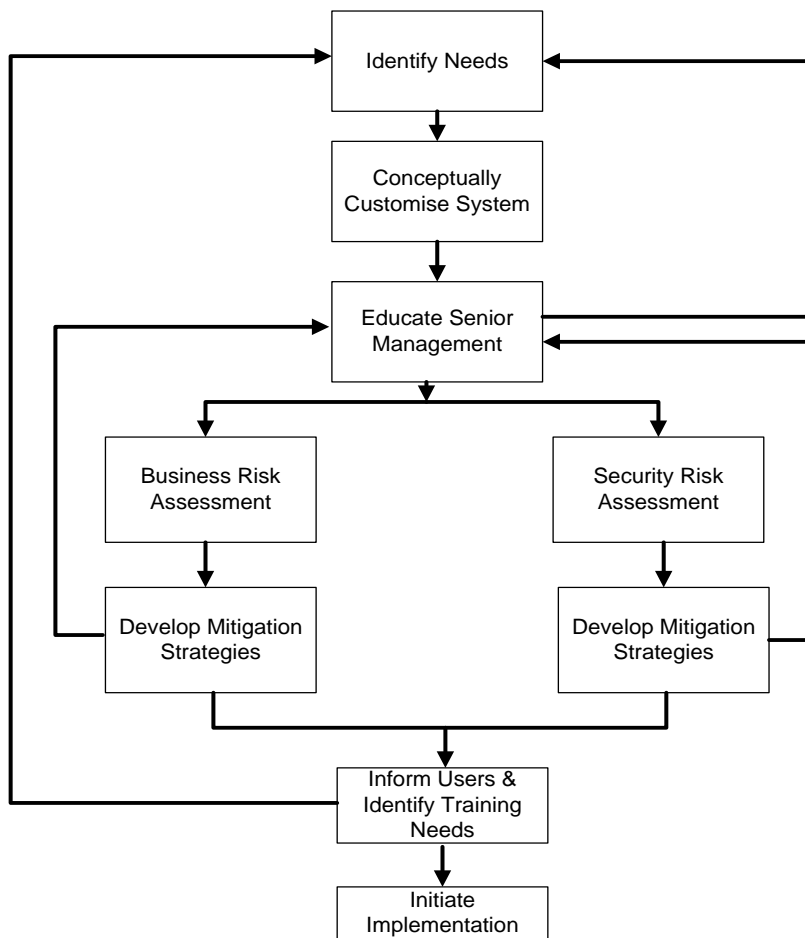 Identify Needs
Conceptually
Customise System
Educate Senior
Management
Business Risk
Assessment
Security Risk
Assessment
Develop Mitigation
Strategies
Develop Mitigation
Strategies
Inform Users &
Identify Training
Needs
Initiate
Implementation